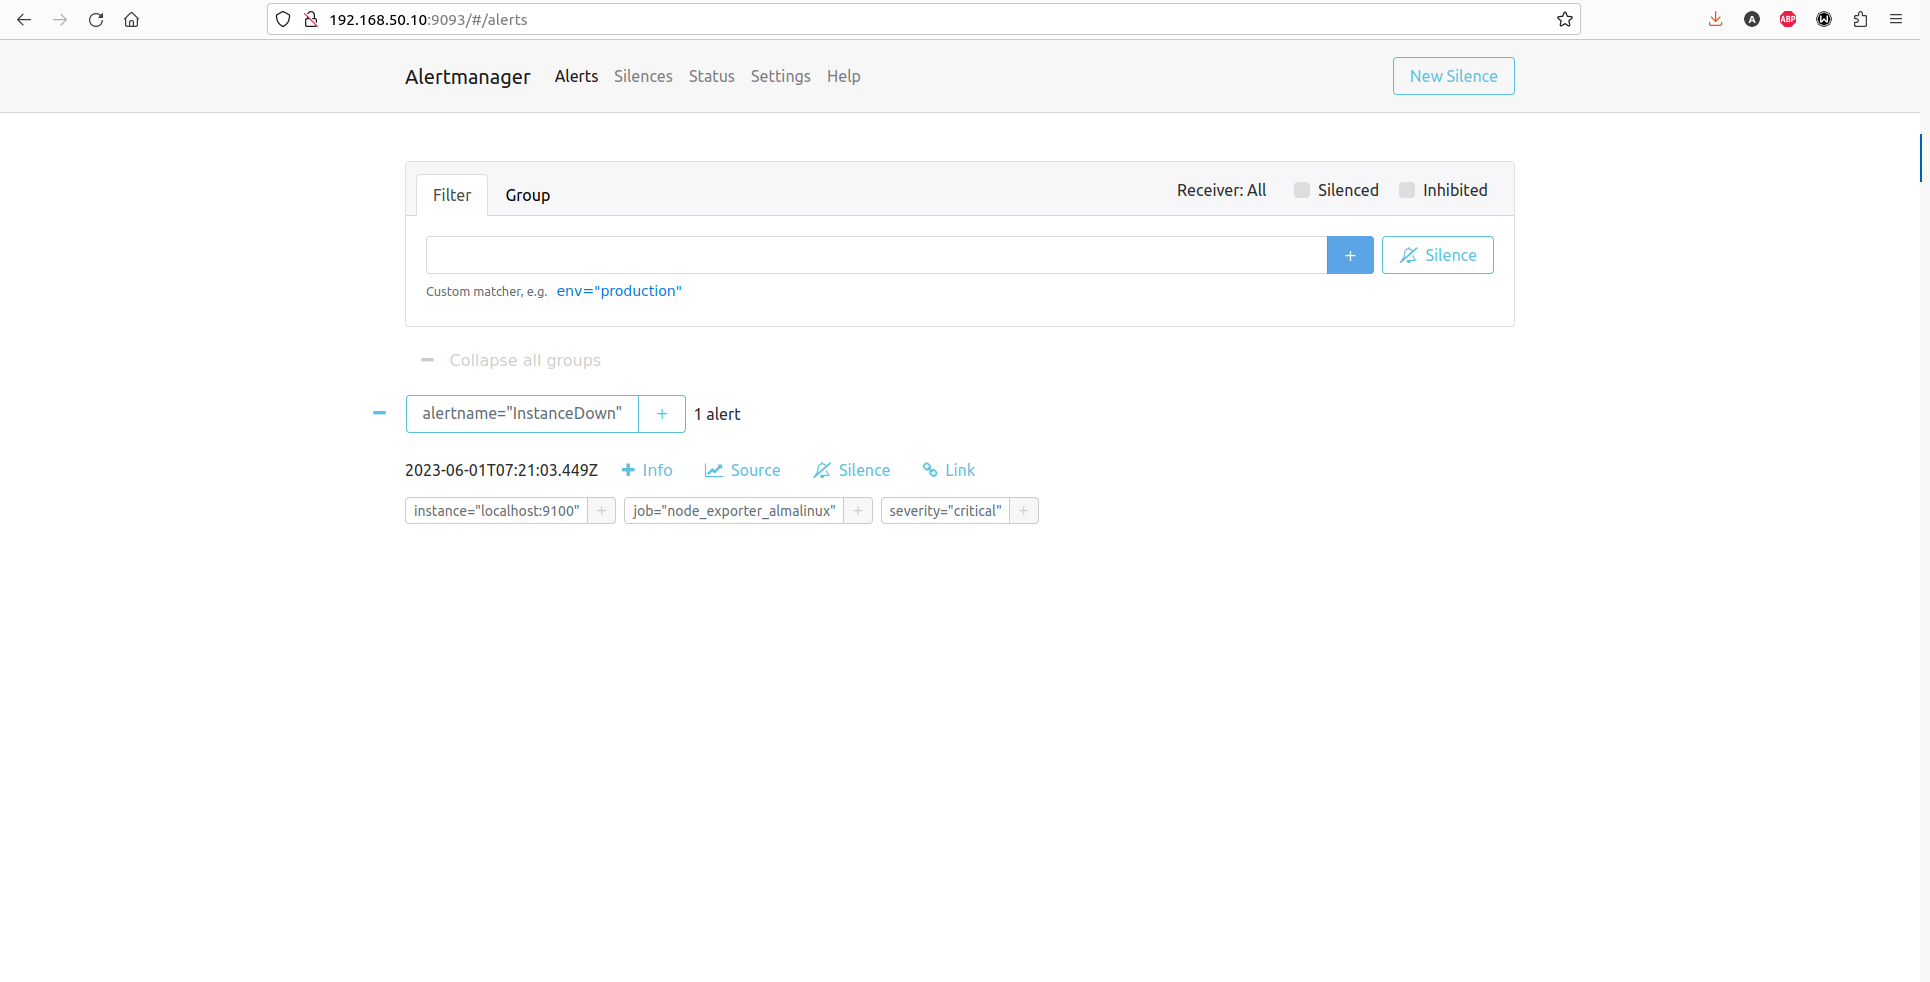 192.168.50.10:9093/#/alerts
A ABP W
Alertmanager Alerts Silences Status Settings Help New Silence
Filter Group Receiver: All Silenced Inhibited
+ Silence
Custom matcher, e.g. env="production"
Collapse all groups
alertname="InstanceDown" + 1 alert
2023-06-01T07:21:03.449Z Info Source Silence Link
instance="localhost:9100" + job="node_exporter_almalinux" + severity="critical" +